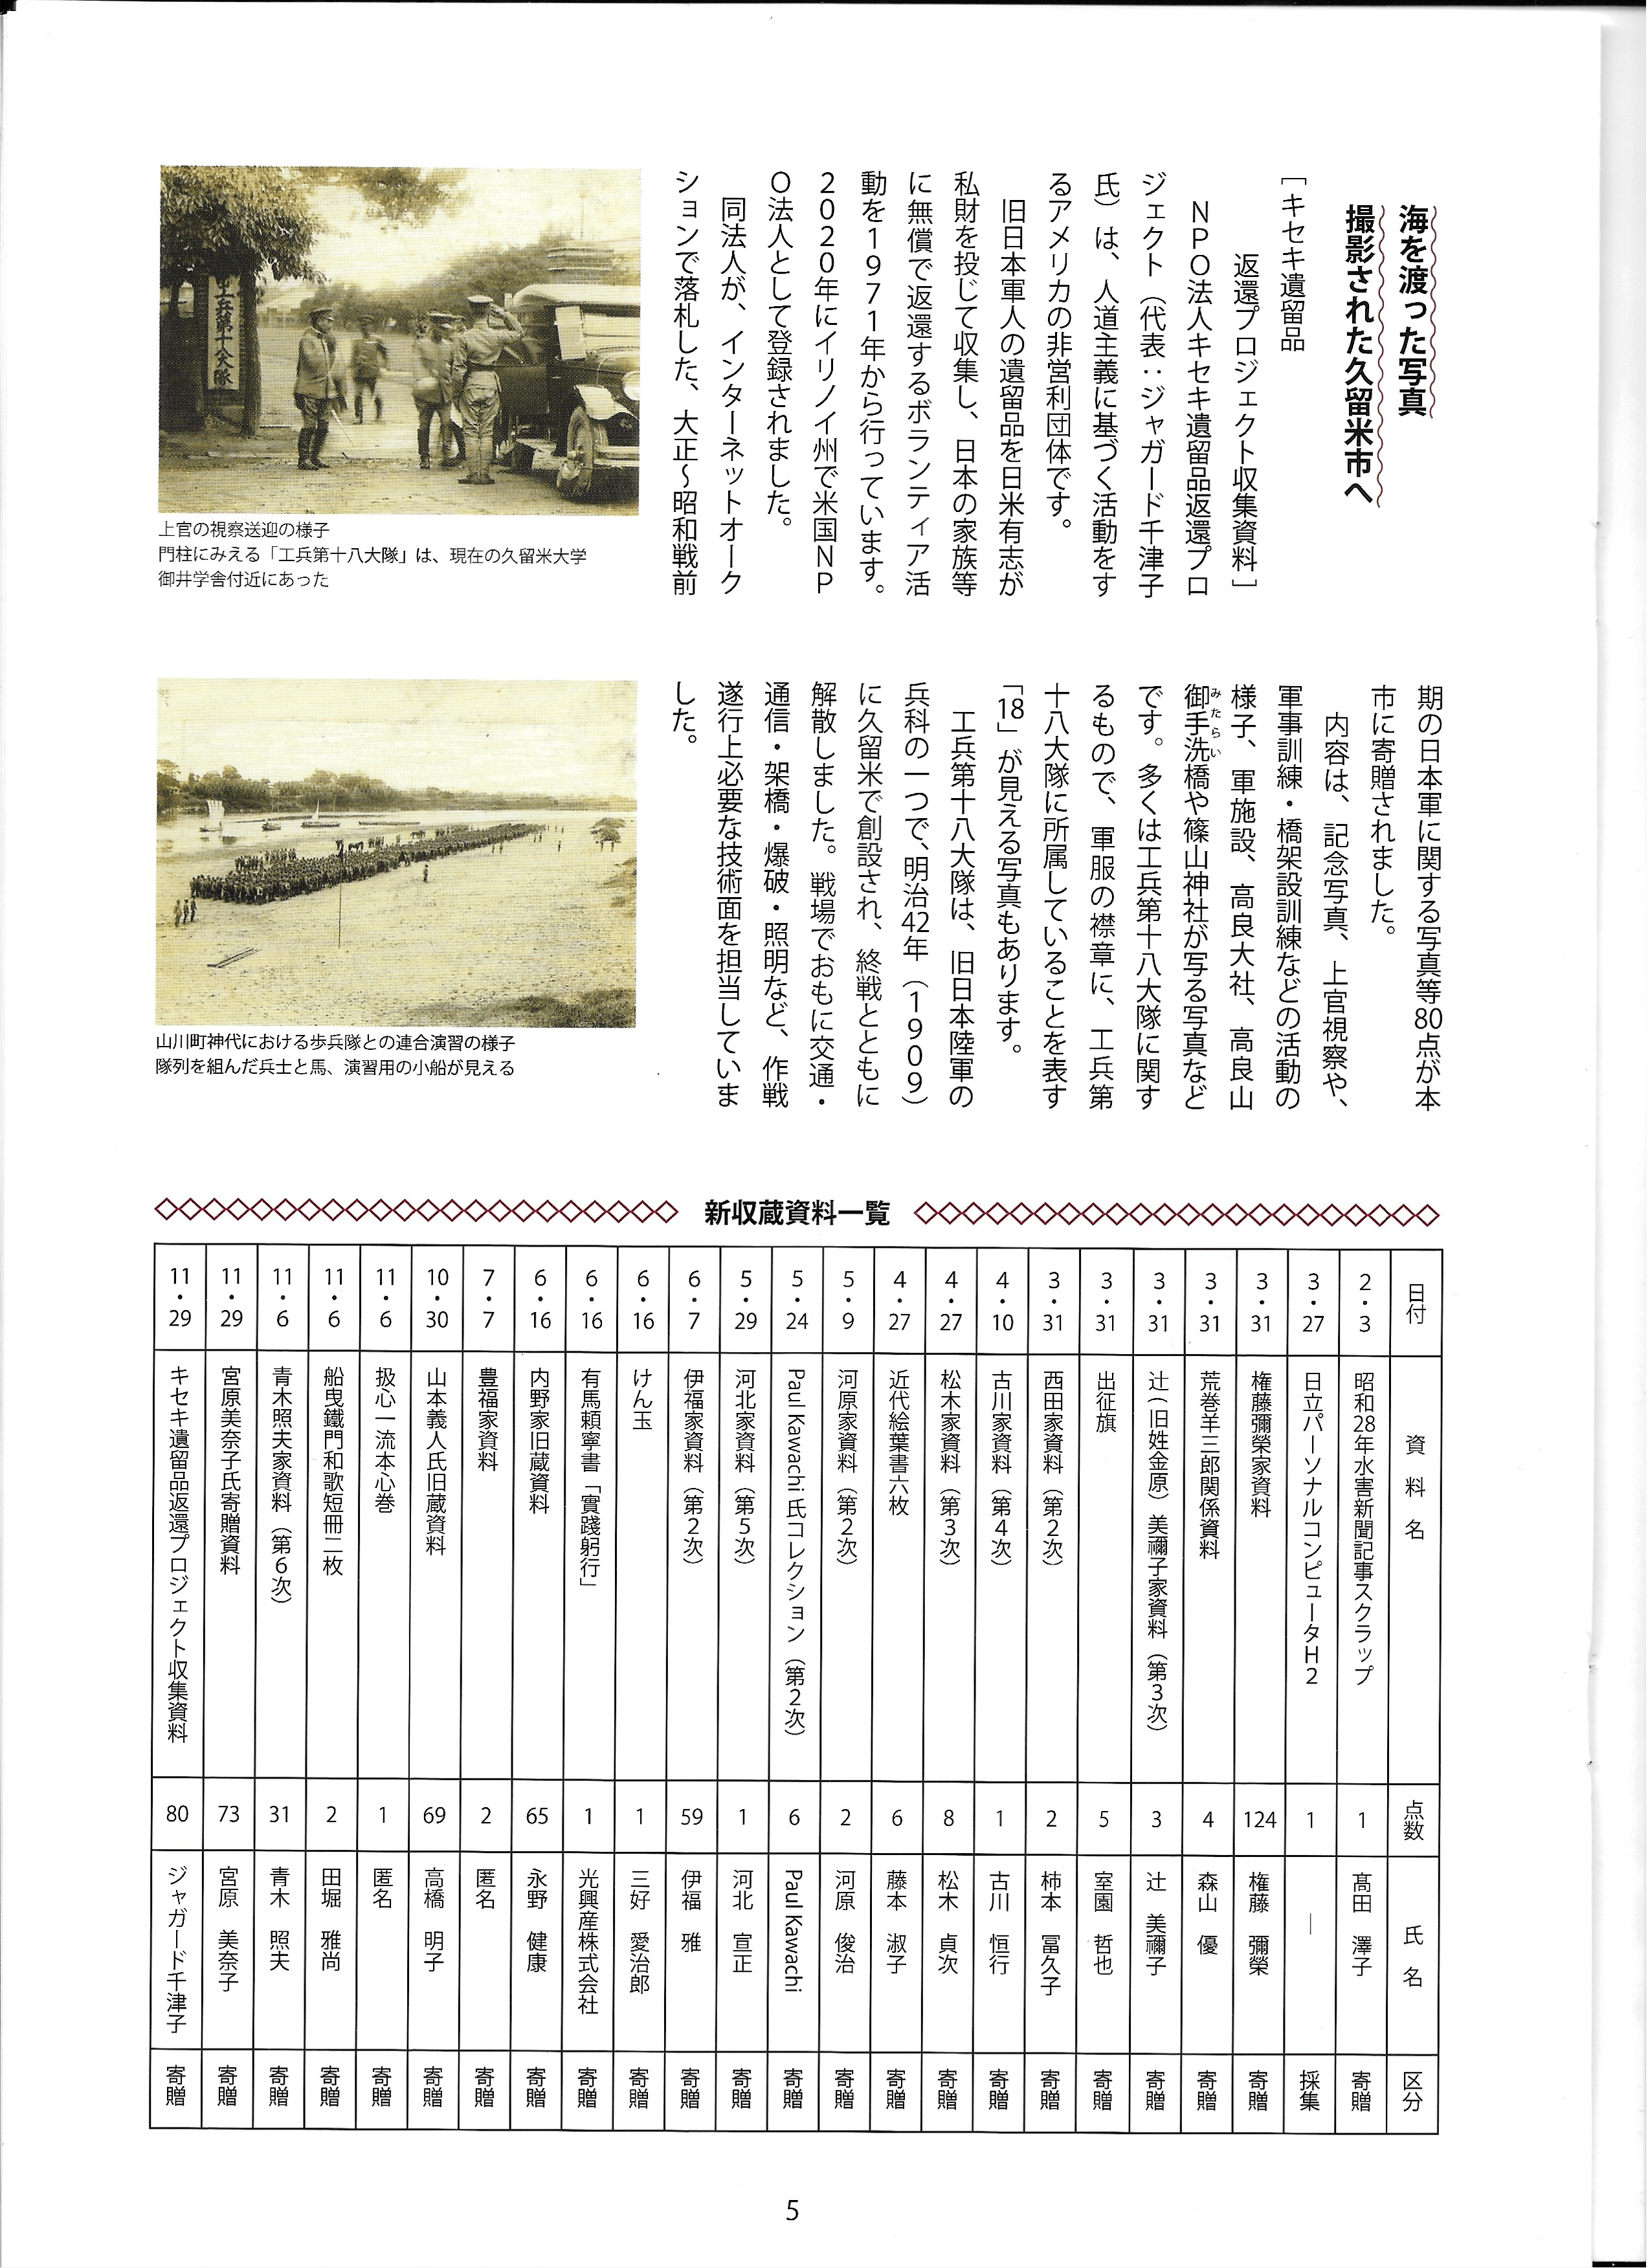 海を渡った写真
撮影された久留米市へ
［キセキ遺留品
返還プロジェクト収集資料］
ＮＰＯ法人キセキ遺留品返還プロ
ジェクト（代表：ジャガード千津子
氏）は、人道主義に基づく活動をす
るアメリカの非営利団体です。
旧日本軍人の遺留品を日米有志が
私財を投じて収集し、日本の家族等
に無償で返還するボランティア活
動を１９７１年から行っています。
２０２０年にイリノイ州で米国ＮＰ
Ｏ法人として登録されました。
同法人が、インターネットオーク
ションで落札した、大正～昭和戦前
工兵第十八大隊
上官の視察送迎の様子
門柱にみえる「工兵第十八大隊」は、現在の久留米大学
御井学舎付近にあった
期の日本軍に関する写真等80点が本
市に寄贈されました。
内容は、記念写真、上官視察や、
軍事訓練・橋架設訓練などの活動の
様子、軍施設、高良大社、高良山
御手洗橋や篠山神社が写る写真など
みたらい
です。多くは工兵第十八大隊に関す
るもので、軍服の襟章に、工兵第
十八大隊に所属していることを表す
「18」が見える写真もあります。
工兵第十八大隊は、旧日本陸軍の
兵科の一つで、明治42年（１９０９）
に久留米で創設され、終戦とともに
解散しました。戦場でおもに交通・
通信・架橋・爆破・照明など、作戦
遂行上必要な技術面を担当していま
した。
山川町神代における歩兵隊との連合演習の様子
隊列を組んだ兵士と馬、演習用の小船が見える
新収蔵資料一覧
日付 資料名 点数 氏名 区分
2・3 昭和28年水害新聞記事スクラップ 1 髙田 澤子 寄贈
3・27 日立パーソナルコンピュータＨ２ 1 ― 採集
3・31 権藤彌榮家資料 124 権藤 彌榮 寄贈
3・31 荒巻羊三郎関係資料 4 森山 優 寄贈
3・31 辻（旧姓金原）美禰子家資料（第３次） 3 辻 美禰子 寄贈
3・31 出征旗 5 室園 哲也 寄贈
3・31 西田家資料（第２次） 2 柿本 冨久子 寄贈
4・10 古川家資料（第４次） 1 古川 恒行 寄贈
4・27 松木家資料（第３次） 8 松木 貞次 寄贈
4・27 近代絵葉書六枚 6 藤本 淑子 寄贈
5・9 河原家資料（第２次） 2 河原 俊治 寄贈
5・24 Paul Kawachi 氏コレクション（第２次） 6 Paul Kawachi 寄贈
5・29 河北家資料（第５次） 1 河北 宣正 寄贈
6・7 伊福家資料（第２次） 59 伊福 雅 寄贈
6・16 けん玉 1 三好 愛治郎 寄贈
6・16 有馬頼寧書「實踐躬行」 1 光興産株式会社 寄贈
6・16 内野家旧蔵資料 65 永野 健康 寄贈
7・7 豊福家資料 2 匿名 寄贈
10・30 山本義人氏旧蔵資料 69 高橋 明子 寄贈
11・6 扱心一流本心巻 1 匿名 寄贈
11・6 船曳鐵門和歌短冊二枚 2 田堀 雅尚 寄贈
11・6 青木照夫家資料（第６次） 31 青木 照夫 寄贈
11・29 宮原美奈子氏寄贈資料 73 宮原 美奈子 寄贈
11・29 キセキ遺留品返還プロジェクト収集資料 80 ジャガード千津子 寄贈
5